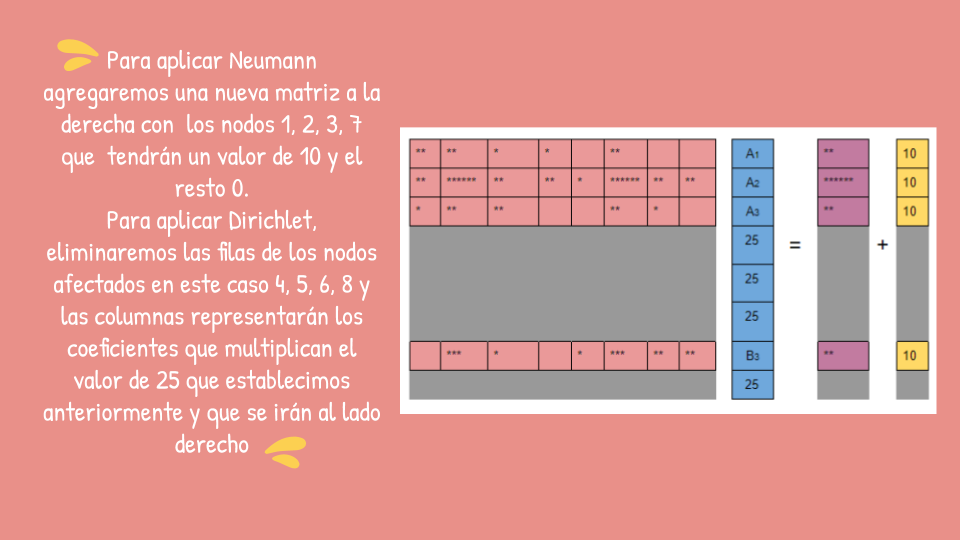 Para aplicar Neumann
agregaremos una nueva matriz a la
derecha con los nodos 1, 2, 3, 7
que tendrán un valor de 10 y el
resto 0.
Para aplicar Dirichlet,
eliminaremos las filas de los nodos
afectados en este caso 4, 5, 6, 8 y
las columnas representarán los
coeficientes que multiplican el
valor de 25 que establecimos
anteriormente y que se irán al lado
derecho
** ** * * ** A1 ** 10
** ****** ** ** * ****** ** ** A2 ****** 10
* ** ** ** * A3 ** 10
25 = +
25
25
*** * * *** ** ** B3 ** 10
25